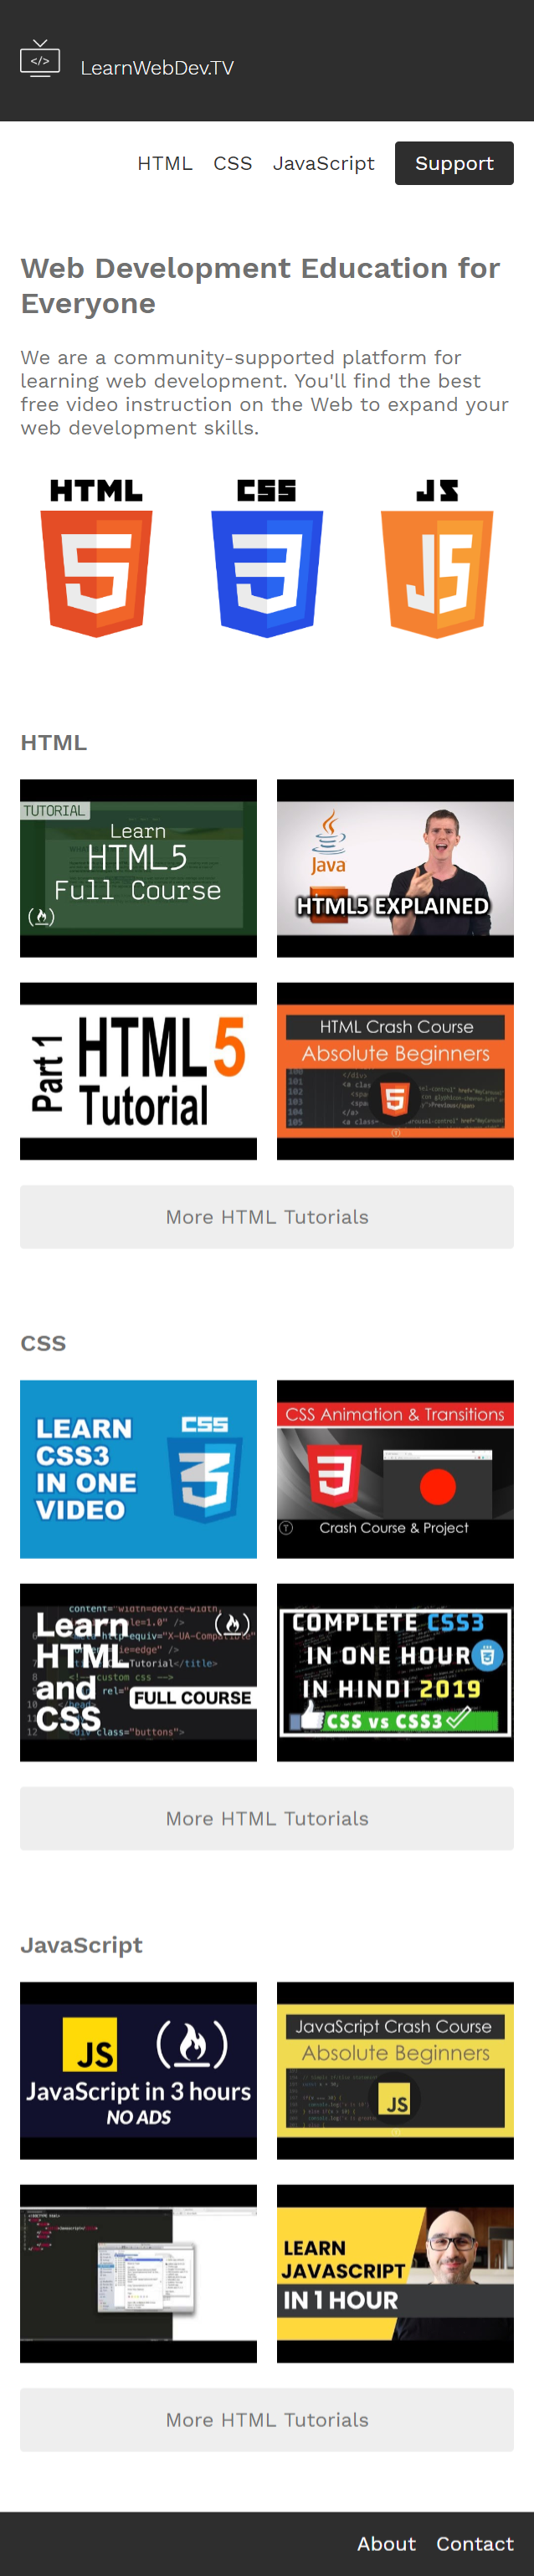 </>
LearnWebDev.TV
HTML CSS JavaScript Support
Web Development Education for
Everyone
We are a community-supported platform for
learning web development. You'll find the best
free video instruction on the Web to expand your
web development skills.
HTML CSS JS
5 3 JS
HTML
TUTORIAL
Learn
HTML5
Full Course
Java
HTML5 EXPLAINED
Part 1
HTML5
Tutorial
HTML Crash Course
Absolute Beginners
5
More HTML Tutorials
CSS
LEARN
CSS3
IN ONE
VIDEO
CSS
3
CSS Animation & Transitions
3
Crash Course & Project
Learn
HTML
and
CSS
FULL COURSE
COMPLETE CSS3
IN ONE HOUR
IN HINDI 2019
CSS vs CSS3
More HTML Tutorials
JavaScript
JS
JavaScript in 3 hours
NO ADS
JavaScript Crash Course
Absolute Beginners
JS
LEARN
JAVASCRIPT
IN 1 HOUR
More HTML Tutorials
About Contact